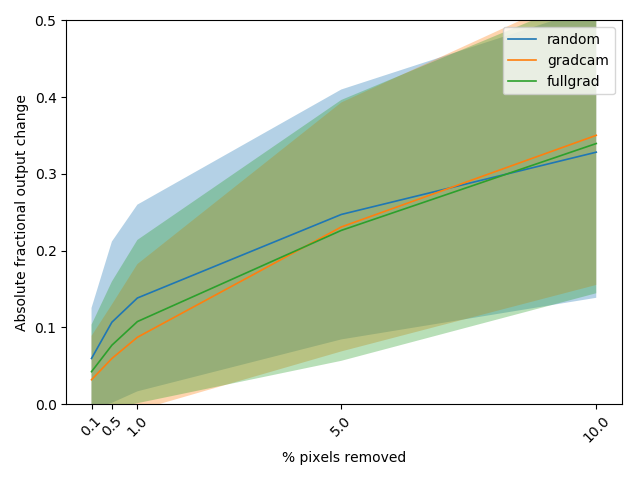 0.5
0.4
0.3
0.2
0.1
0.0
Absolute fractional output change
random
gradcam
fullgrad
0.1
0.5
1.0
5.0
10.0
% pixels removed